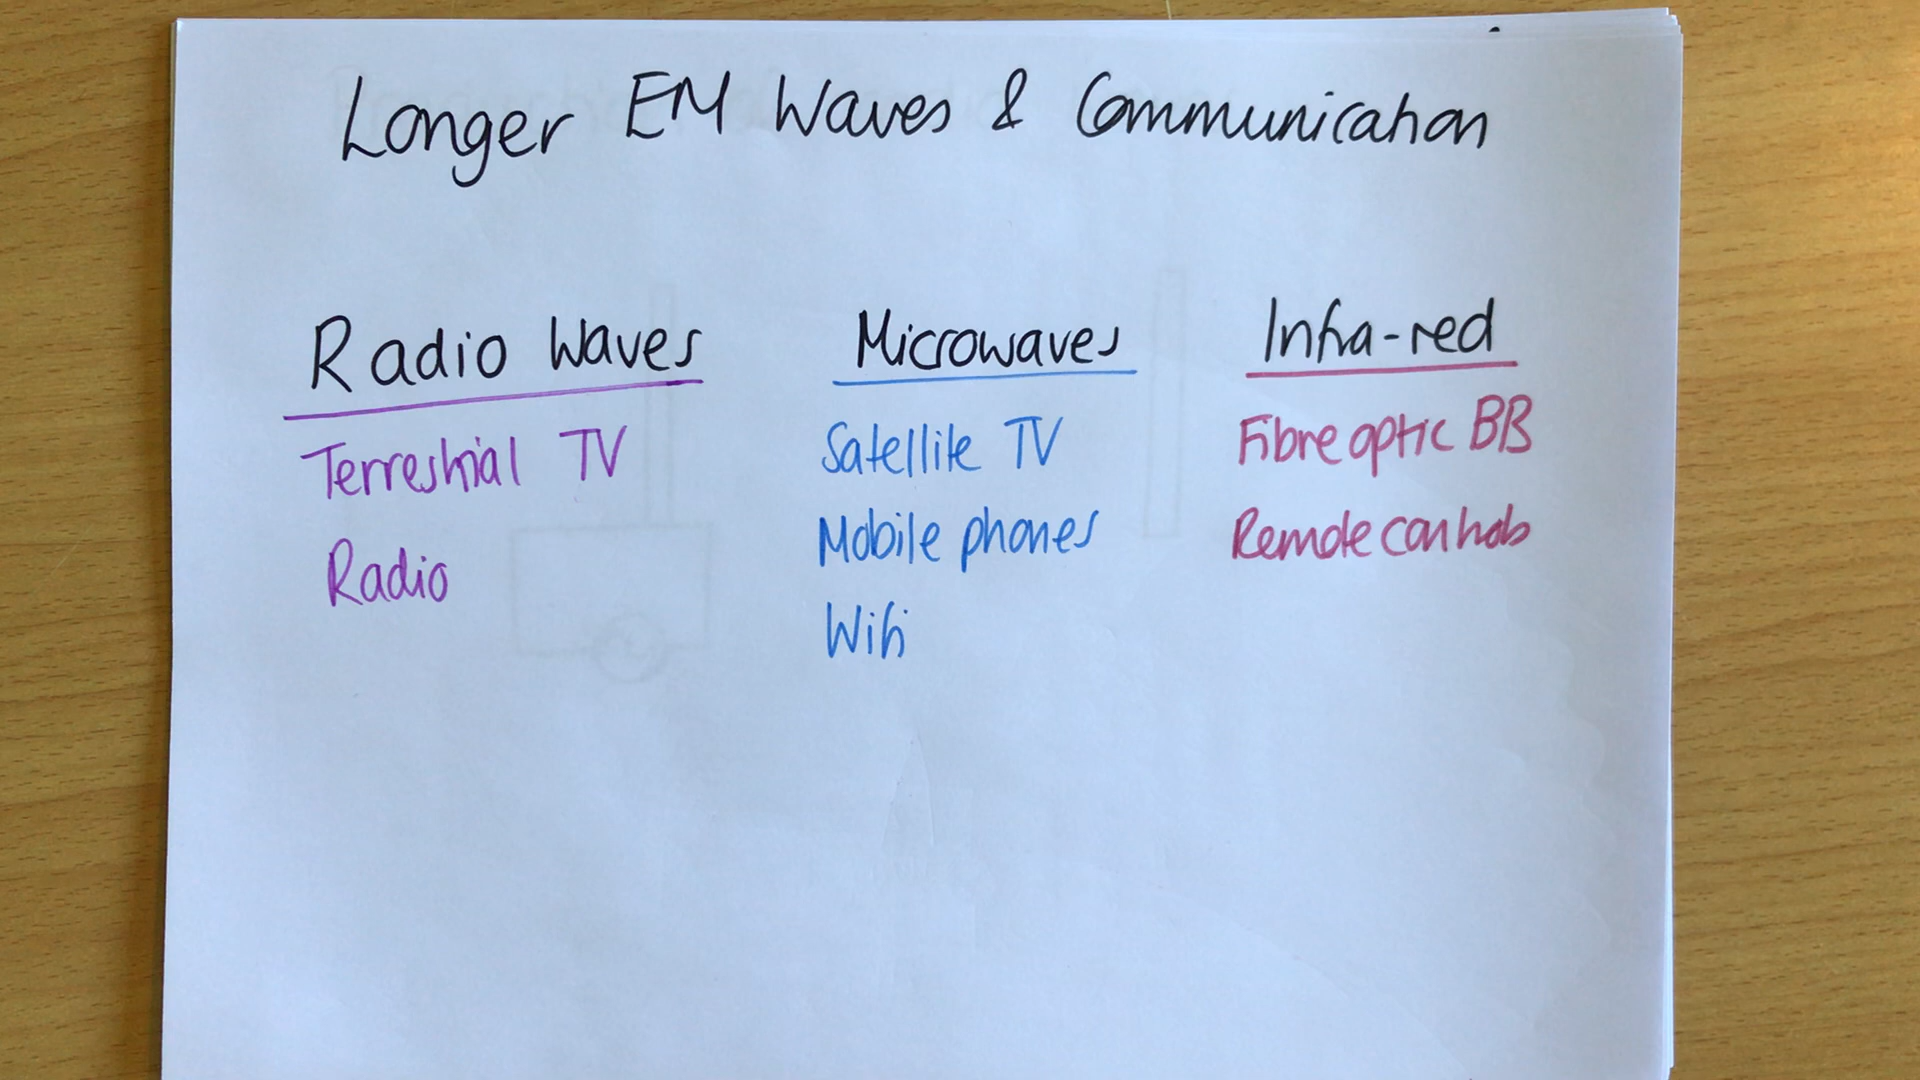 Longer EM Waves & Communication
Radio Waves
Terrestrial TV
Radio
Microwaves
Satellite TV
Mobile phones
Wifi
Infra-red
Fibre optic BB
Remote controls